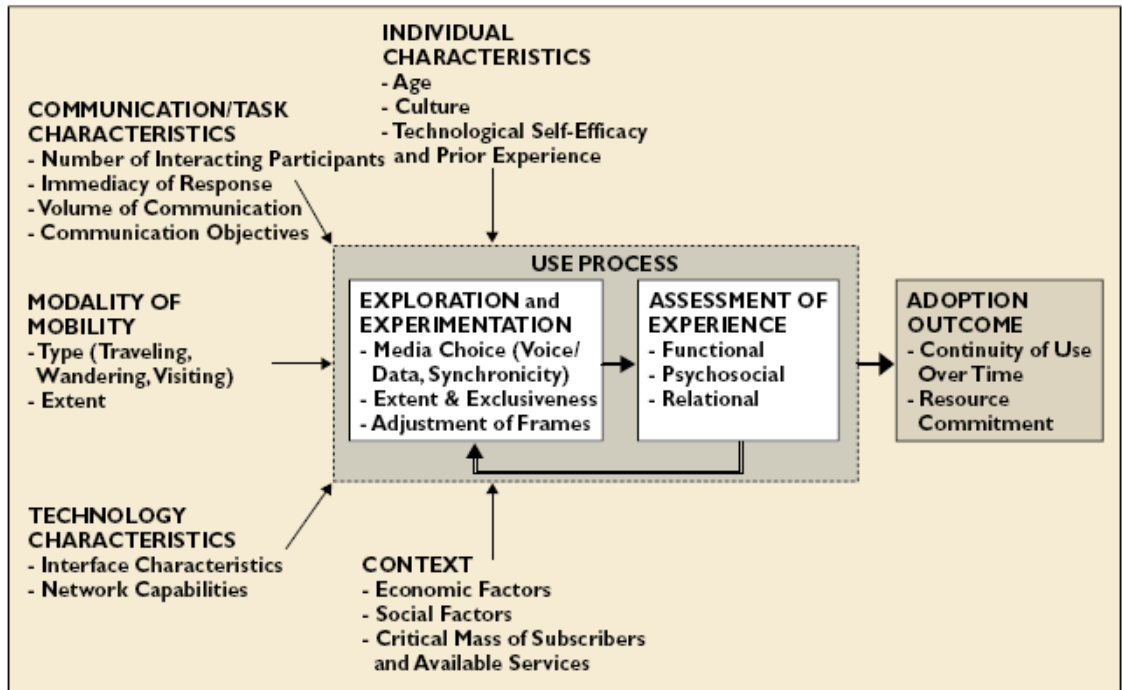 INDIVIDUAL
CHARACTERISTICS
- Age
- Culture
- Technological Self-Efficacy
and Prior Experience
COMMUNICATION/TASK
CHARACTERISTICS
- Number of Interacting Participants
- Immediacy of Response
- Volume of Communication
- Communication Objectives
MODALITY OF
MOBILITY
- Type (Traveling,
Wandering, Visiting)
- Extent
TECHNOLOGY
CHARACTERISTICS
- Interface Characteristics
- Network Capabilities
USE PROCESS
EXPLORATION and
EXPERIMENTATION
- Media Choice (Voice/
Data, Synchronicity)
- Extent & Exclusiveness
- Adjustment of Frames
ASSESSMENT OF
EXPERIENCE
- Functional
- Psychosocial
- Relational
ADOPTION
OUTCOME
- Continuity of Use
Over Time
- Resource
Commitment
CONTEXT
- Economic Factors
- Social Factors
- Critical Mass of Subscribers
and Available Services